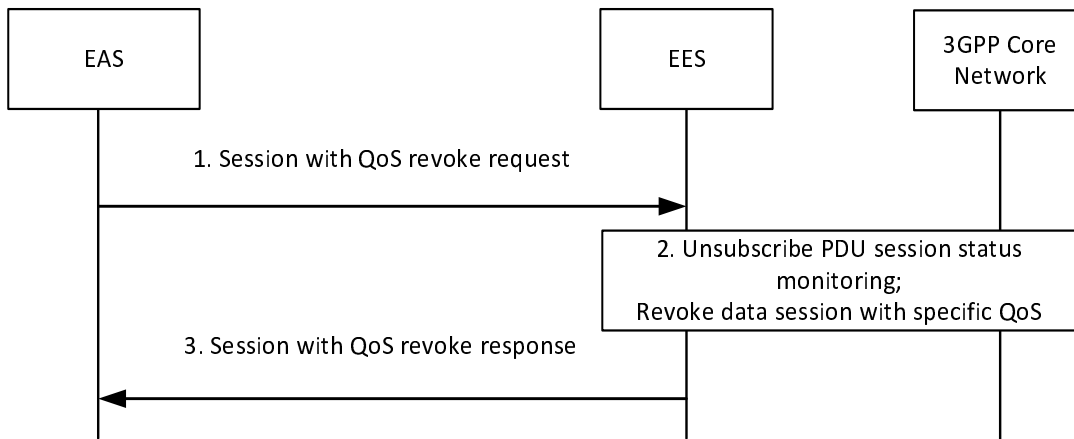 EAS
EES
3GPP Core
Network
1. Session with QoS revoke request
2. Unsubscribe PDU session status
monitoring;
Revoke data session with specific QoS
3. Session with QoS revoke response